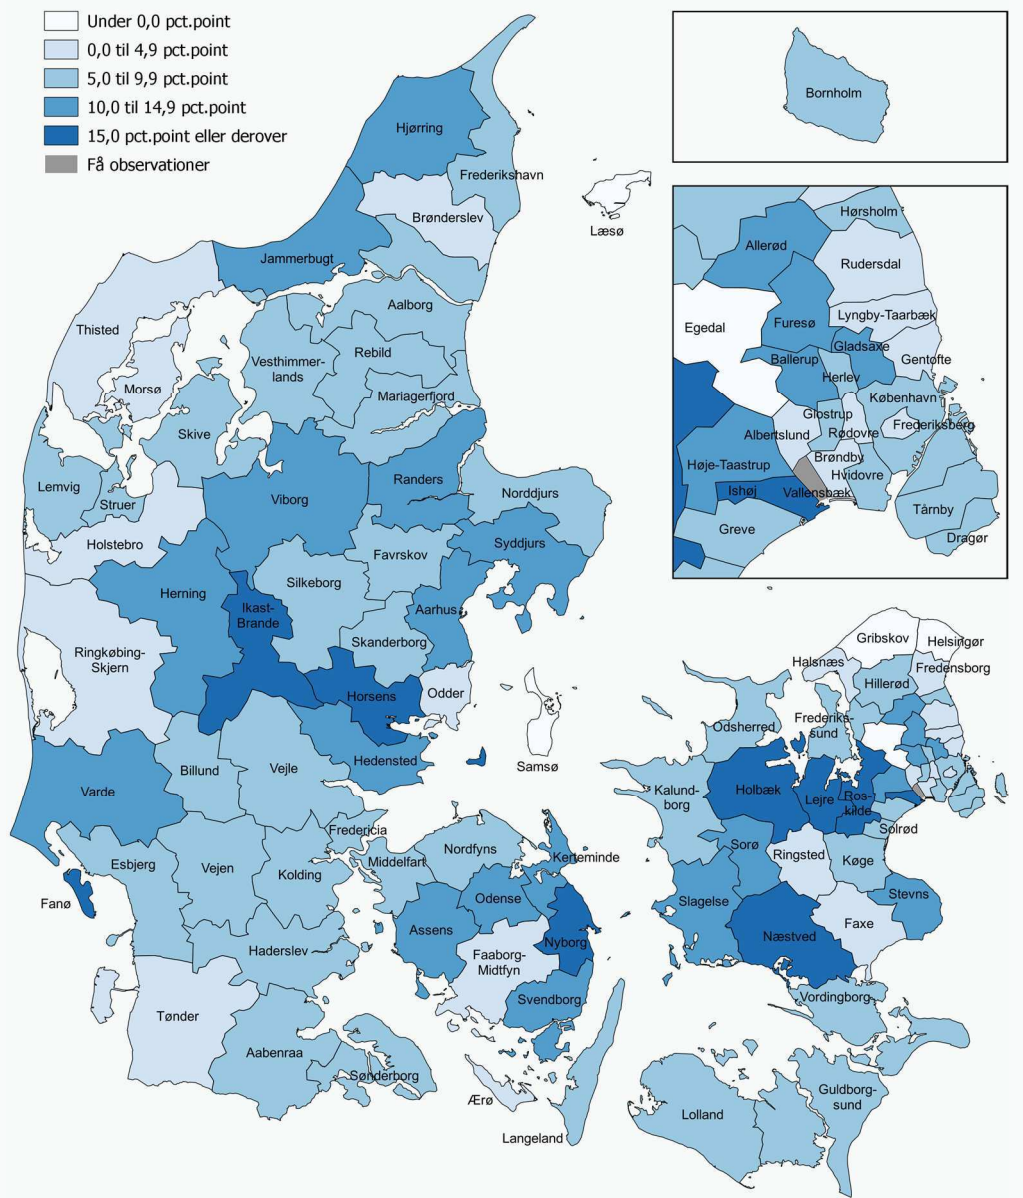 Under 0,0 pct.point
0,0 til 4,9 pct.point
5,0 til 9,9 pct.point
10,0 til 14,9 pct.point
15,0 pct.point eller derover
Få observationer
Bornholm
Hjørring
Frederikshavn
Brønderslev
Læsø
Jammerbugt
Aalborg
Thisted
Vesthimmer-
lands
Rebild
Morsø
Mariagerfjord
Skive
Lemvig
Struer
Viborg
Randers
Norddjurs
Holstebro
Favrskov
Syddjurs
Herning
Silkeborg
Ikast-
Brande
Aarhus
Skanderborg
Ringkøbing-
Skjern
Horsens
Odder
Samsø
Hedensted
Billund
Vejle
Varde
Fredericia
Esbjerg
Vejen
Kolding
Fanø
Haderslev
Tønder
Aabenraa
Sønderborg
Middelfart
Nordfyns
Kerteminde
Odense
Assens
Nyborg
Faaborg-
Midtfyn
Svendborg
Ærø
Langeland
Hørsholm
Allerød
Rudersdal
Egedal
Furesø
Lyngby-Taarbæk
Gladsaxe
Ballerup
Gentofte
Herlev
København
Glostrup
Frederiksberg
Albertslund
Rødovre
Brøndby
Høje-Taastrup
Hvidovre
Ishøj
Vallensbæk
Greve
Tårnby
Dragør
Gribskov
Helsingør
Halsnæs
Fredensborg
Hillerød
Odsherred
Frederiks-
sund
Kalund-
borg
Holbæk
Lejre
Ros-
kilde
Solrød
Sorø
Ringsted
Køge
Slagelse
Stevns
Næstved
Faxe
Vordingborg
Guldborg-
sund
Lolland